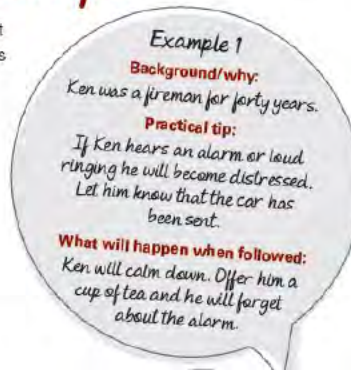 t
s
Example 1
Background/why:
Ken was a fireman for forty years.
Practical tip:
If Ken hears an alarm or loud
ringing he will become distressed.
Let him know that the car has
been sent.
What will happen when followed:
Ken will calm down. Offer him a
cup of tea and he will forget
about the alarm.